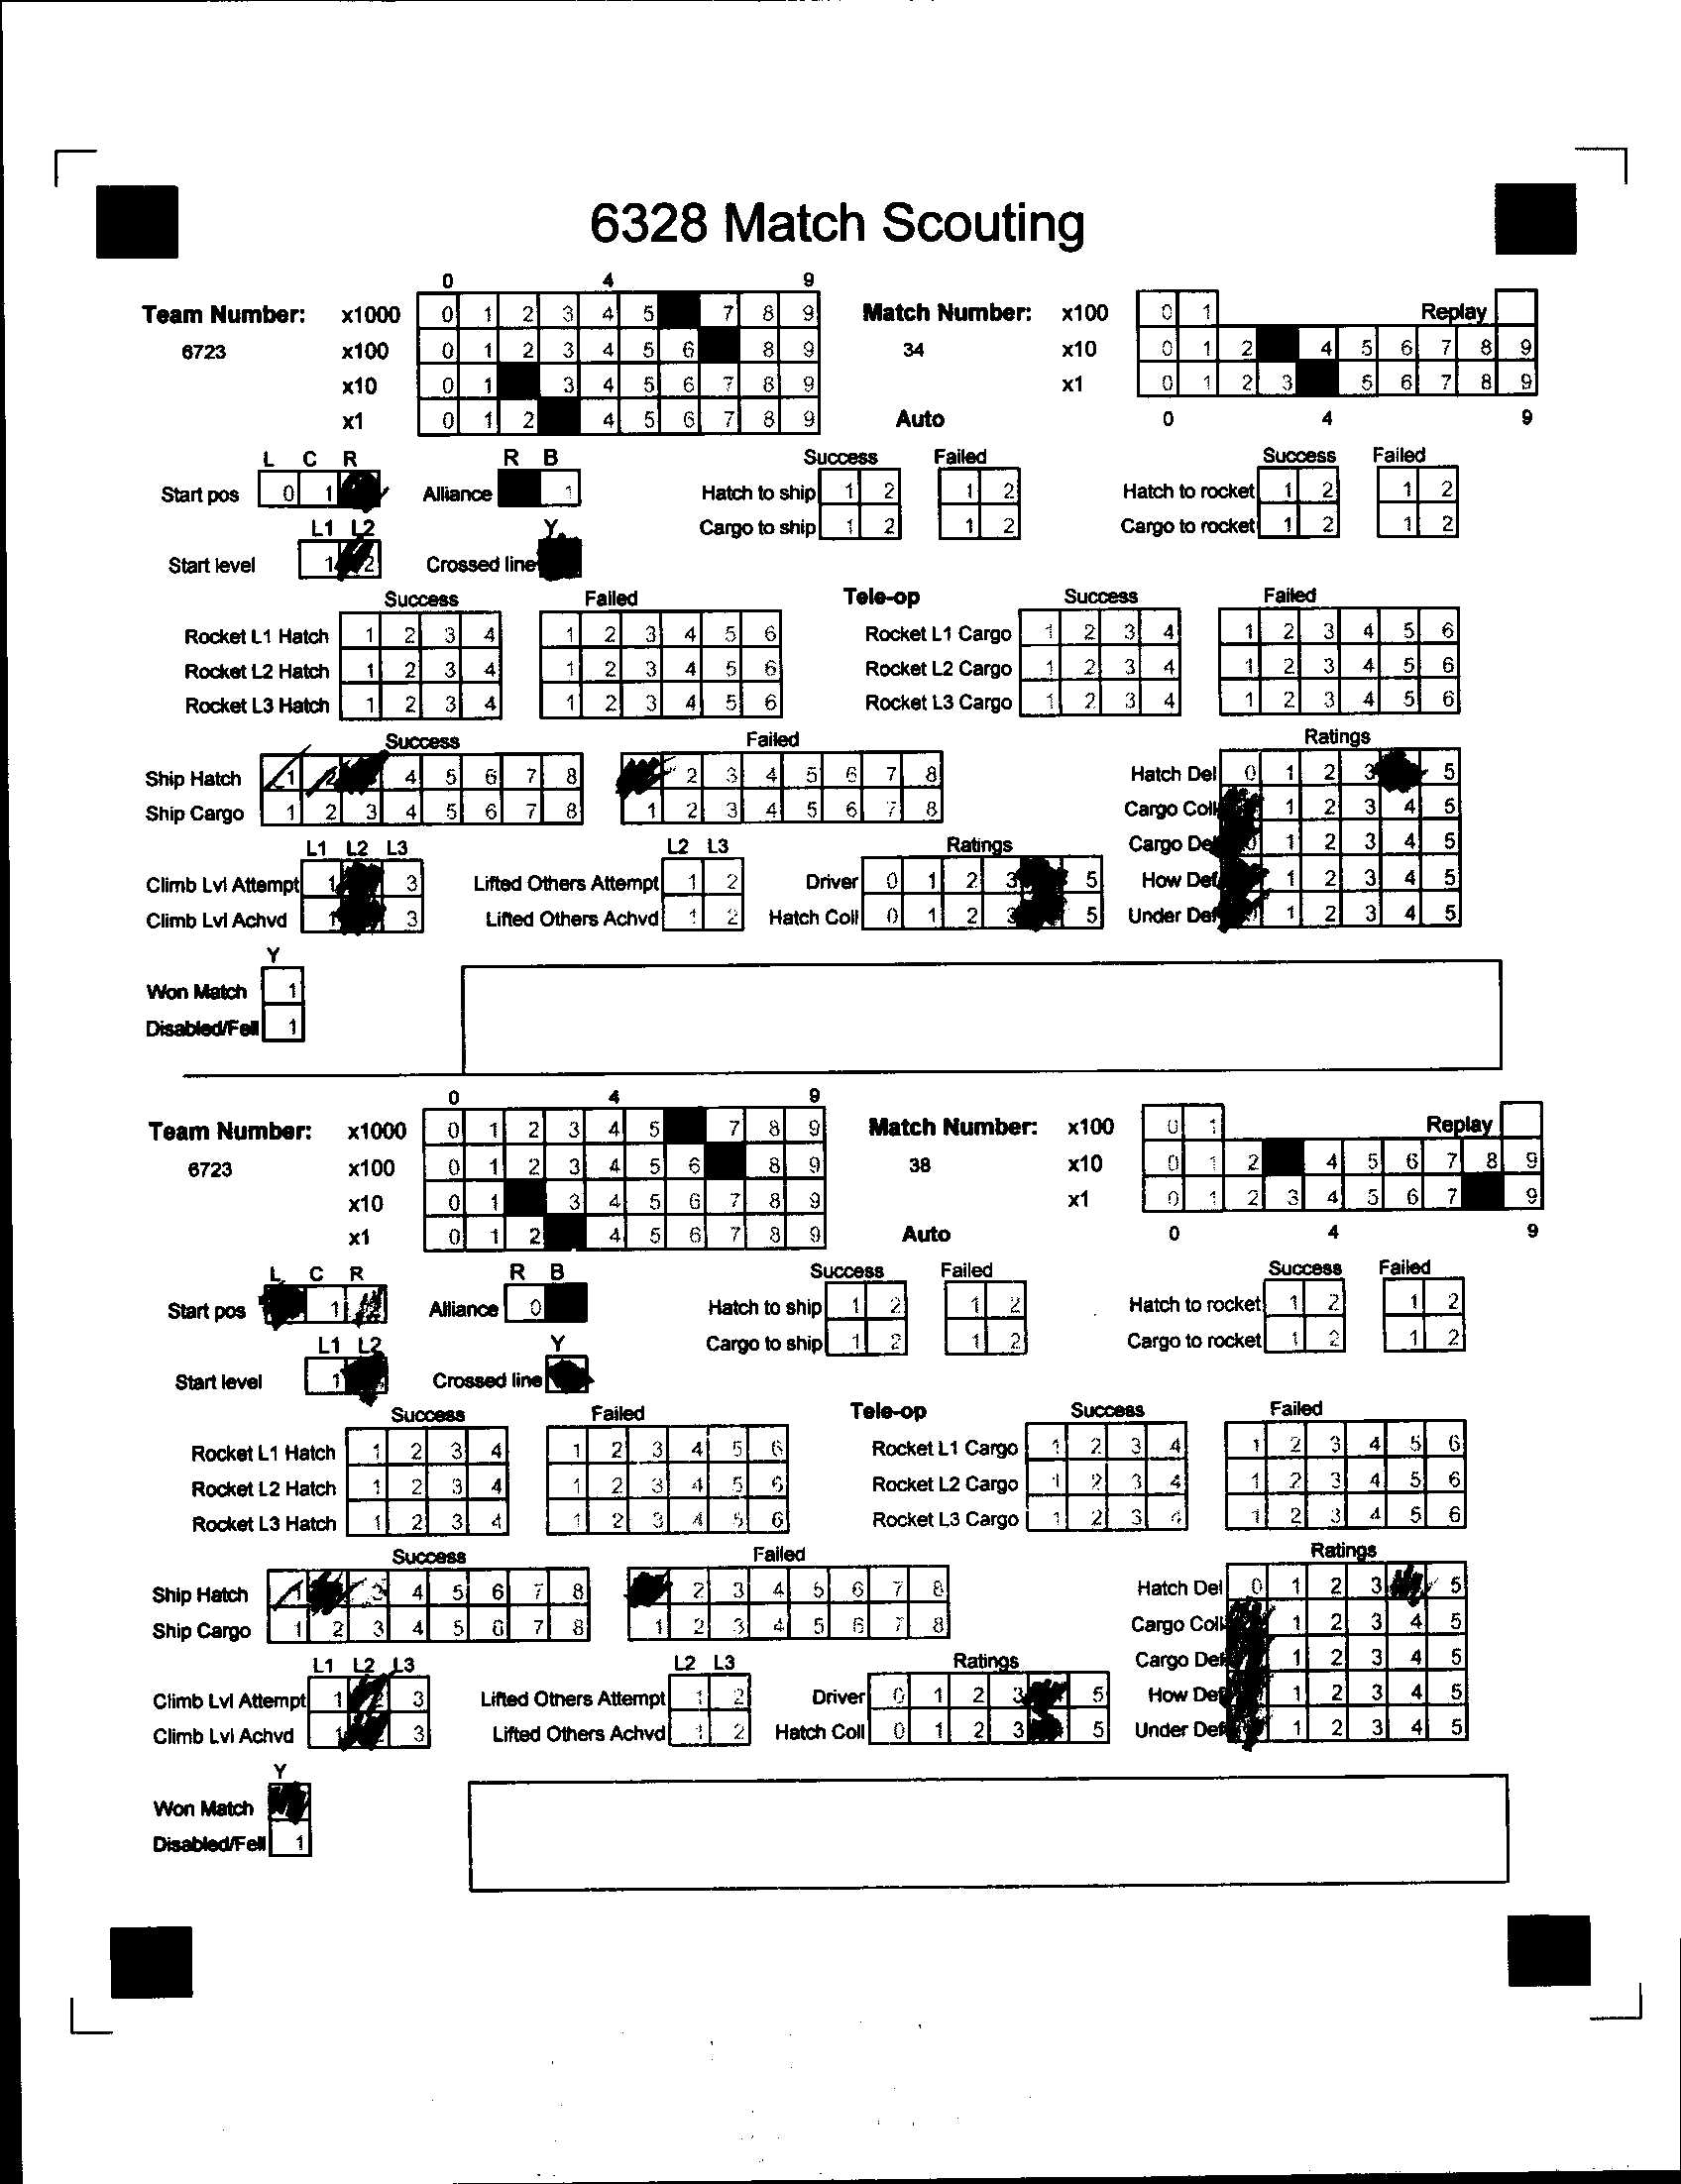 6328 Match Scouting
0 4 9
Team Number: x1000 0 1 2 3 4 5 7 8 9 Match Number: x100 0 1 Replay
6723 x100 0 1 2 3 4 5 6 8 9 34 x10 0 1 2 4 5 6 7 8 9
x10 0 1 3 4 5 6 7 8 9 x1 0 1 2 3 5 6 7 8 9
x1 0 1 2 4 5 6 7 8 9 Auto 0 4 9
L C R R B Success Failed Success Failed
Start pos 0 1 Alliance 1 Hatch to ship 1 2 1 2 Hatch to rocket 1 2 1 2
L1 L2 Y Cargo to ship 1 2 1 2 Cargo to rocket 1 2 1 2
Start level 1 2 Crossed line
Success Failed Tele-op Success Failed
Rocket L1 Hatch 1 2 3 4 1 2 3 4 5 6 Rocket L1 Cargo 1 2 3 4 1 2 3 4 5 6
Rocket L2 Hatch 1 2 3 4 1 2 3 4 5 6 Rocket L2 Cargo 1 2 3 4 1 2 3 4 5 6
Rocket L3 Hatch 1 2 3 4 1 2 3 4 5 6 Rocket L3 Cargo 1 2 3 4 1 2 3 4 5 6
Success Failed Ratings
Ship Hatch 1 2 4 5 6 7 8 2 3 4 5 6 7 8 Hatch Del 0 1 2 3 5
Ship Cargo 1 2 3 4 5 6 7 8 1 2 3 4 5 6 7 8 Cargo Coll 1 2 3 4 5
L1 L2 L3 L2 L3 Ratings Cargo Del 1 2 3 4 5
Climb Lvl Attempt 1 3 Lifted Others Attempt 1 2 Driver 0 1 2 3 5 How Def 1 2 3 4 5
Climb Lvl Achvd 1 3 Lifted Others Achvd 1 2 Hatch Coll 0 1 2 3 5 Under Def 1 2 3 4 5
Y
Won Match 1
Disabled/Fell 1
0 4 9
Team Number: x1000 0 1 2 3 4 5 7 8 9 Match Number: x100 0 1 Replay
6723 x100 0 1 2 3 4 5 6 8 9 38 x10 0 1 2 4 5 6 7 8 9
x10 0 1 3 4 5 6 7 8 9 x1 0 1 2 3 4 5 6 7 9
x1 0 1 2 4 5 6 7 8 9 Auto 0 4 9
L C R R B Success Failed Success Failed
Start pos 1 Alliance 0 Hatch to ship 1 2 1 2 Hatch to rocket 1 2 1 2
L1 L2 Y Cargo to ship 1 2 1 2 Cargo to rocket 1 2 1 2
Start level 1 Crossed line
Success Failed Tele-op Success Failed
Rocket L1 Hatch 1 2 3 4 1 2 3 4 5 6 Rocket L1 Cargo 1 2 3 4 1 2 3 4 5 6
Rocket L2 Hatch 1 2 3 4 1 2 3 4 5 6 Rocket L2 Cargo 1 2 3 4 1 2 3 4 5 6
Rocket L3 Hatch 1 2 3 4 1 2 3 4 5 6 Rocket L3 Cargo 1 2 3 4 1 2 3 4 5 6
Success Failed Ratings
Ship Hatch 1 3 4 5 6 7 8 2 3 4 5 6 7 8 Hatch Del 0 1 2 3 5
Ship Cargo 1 2 3 4 5 6 7 8 1 2 3 4 5 6 7 8 Cargo Coll 1 2 3 4 5
L1 L2 L3 L2 L3 Ratings Cargo Del 1 2 3 4 5
Climb Lvl Attempt 1 2 3 Lifted Others Attempt 1 2 Driver 0 1 2 3 5 How Def 1 2 3 4 5
Climb Lvl Achvd 1 3 Lifted Others Achvd 1 2 Hatch Coll 0 1 2 3 5 Under Def 1 2 3 4 5
Y
Won Match
Disabled/Fell 1